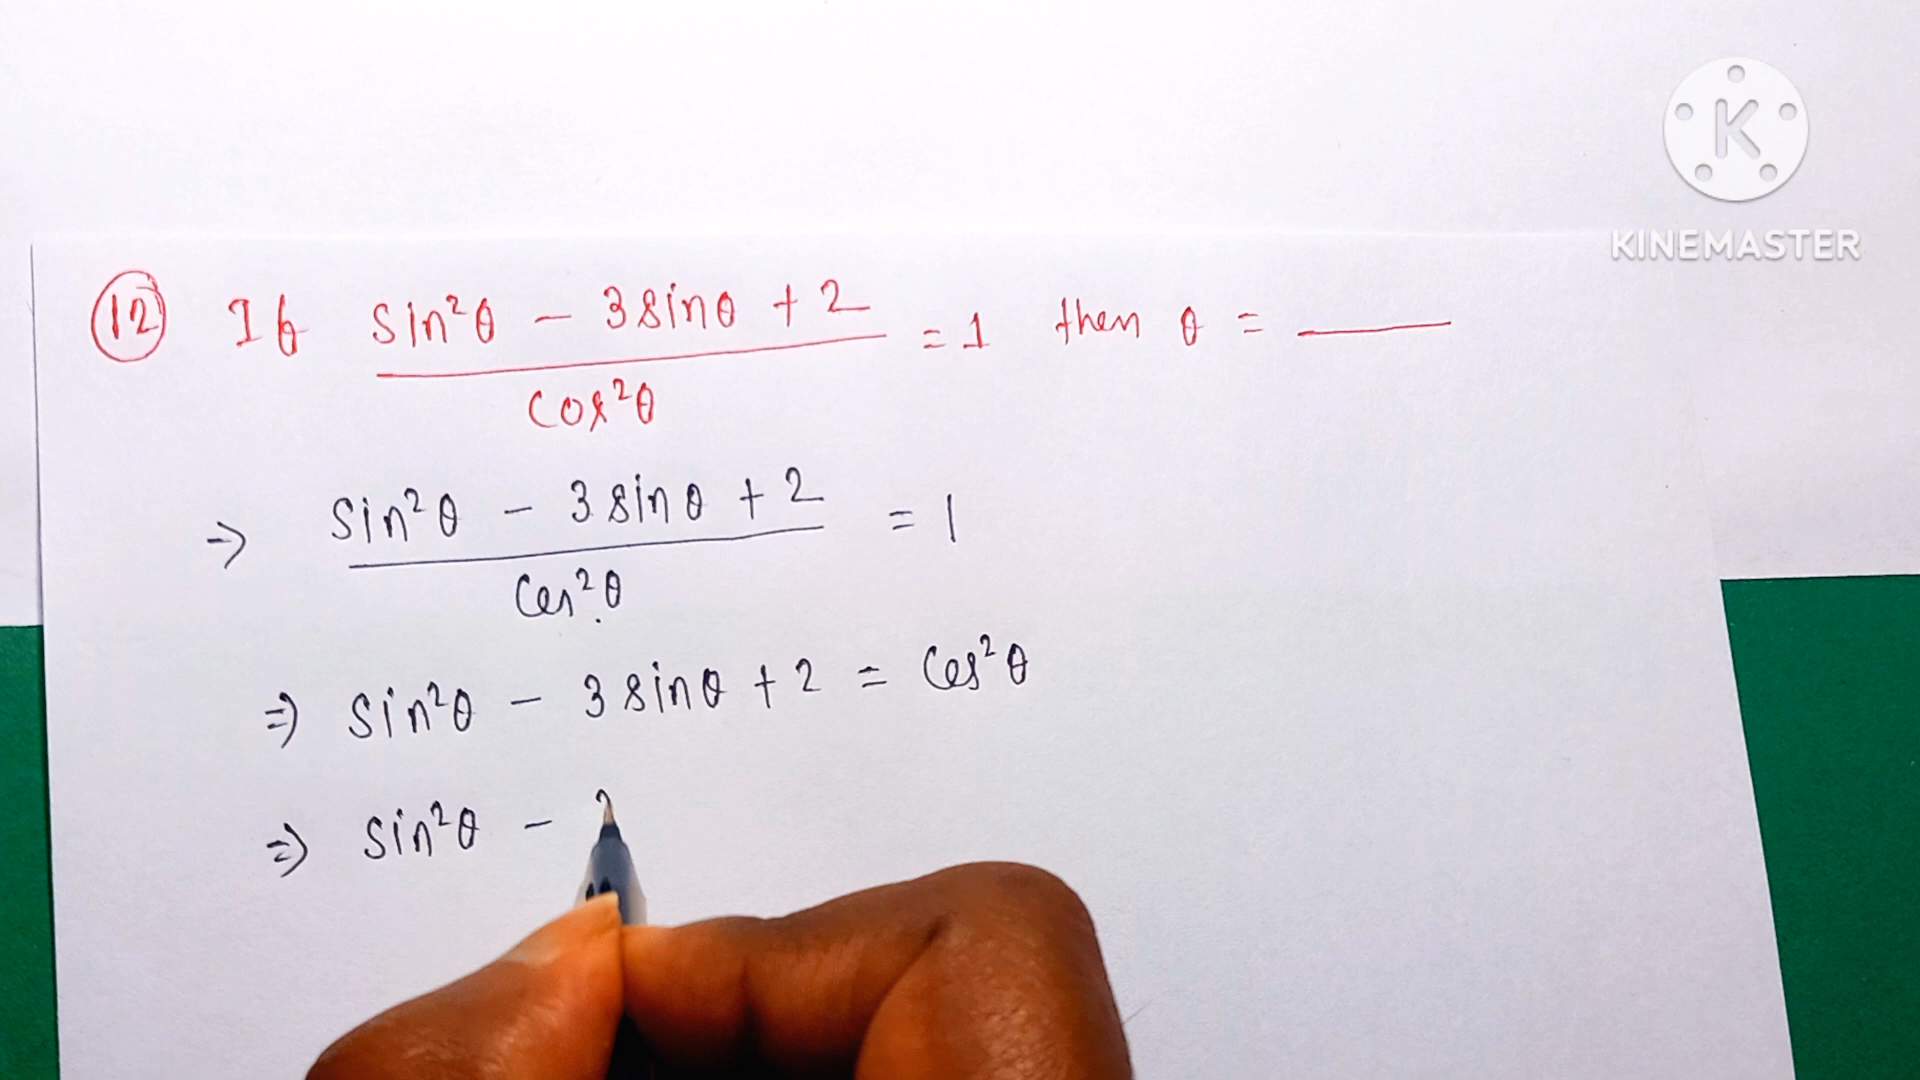 K
KINEMASTER
12 If sin²θ - 3sinθ + 2 / cos²θ = 1 then θ = ____
→ sin²θ - 3sinθ + 2 / cos²θ = 1
⇒ sin²θ - 3sinθ + 2 = cos²θ
⇒ sin²θ -